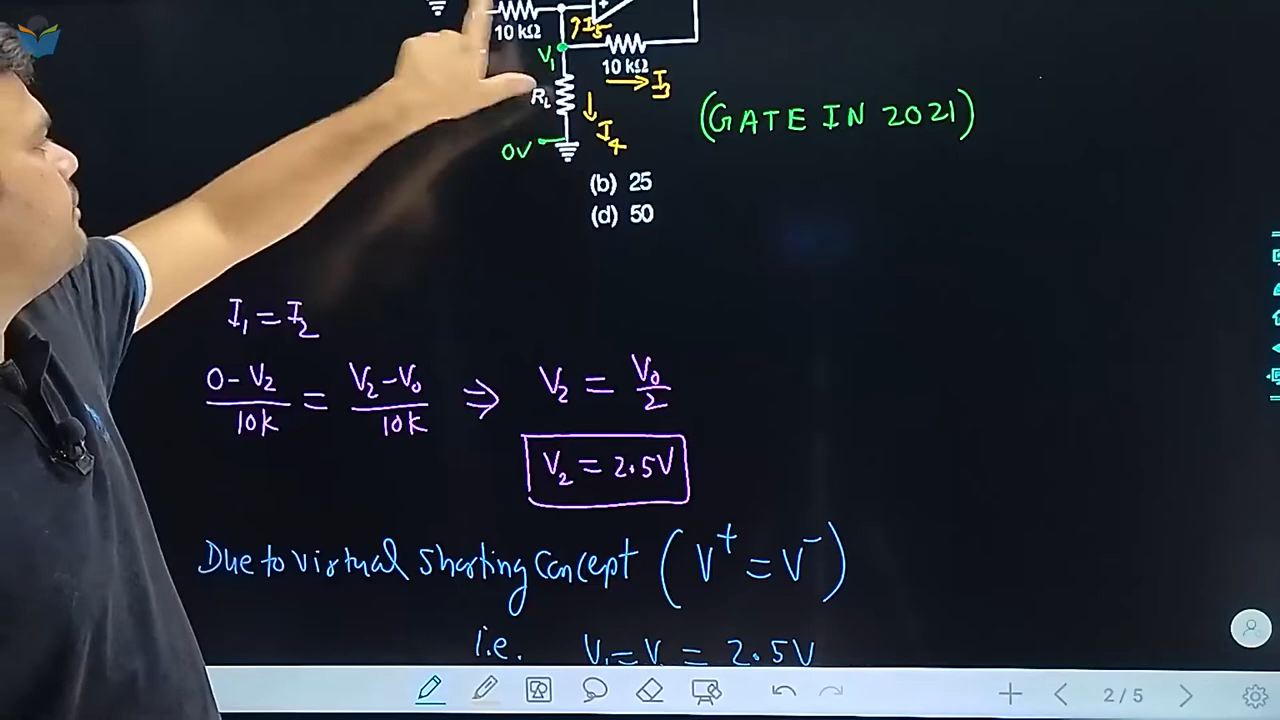 10 kΩ
I5
V1
10 kΩ
I3
RL
I4
(GATE IN 2021)
0V
(b) 25
(d) 50
I1 = I2
0 - V2 / 10k = V2 - V0 / 10k ⇒ V2 = V0 / 2
V2 = 2.5V
Due to virtual Shorting Concept (V+ = V-)
i.e. V1 = V = 2.5V
2 / 5